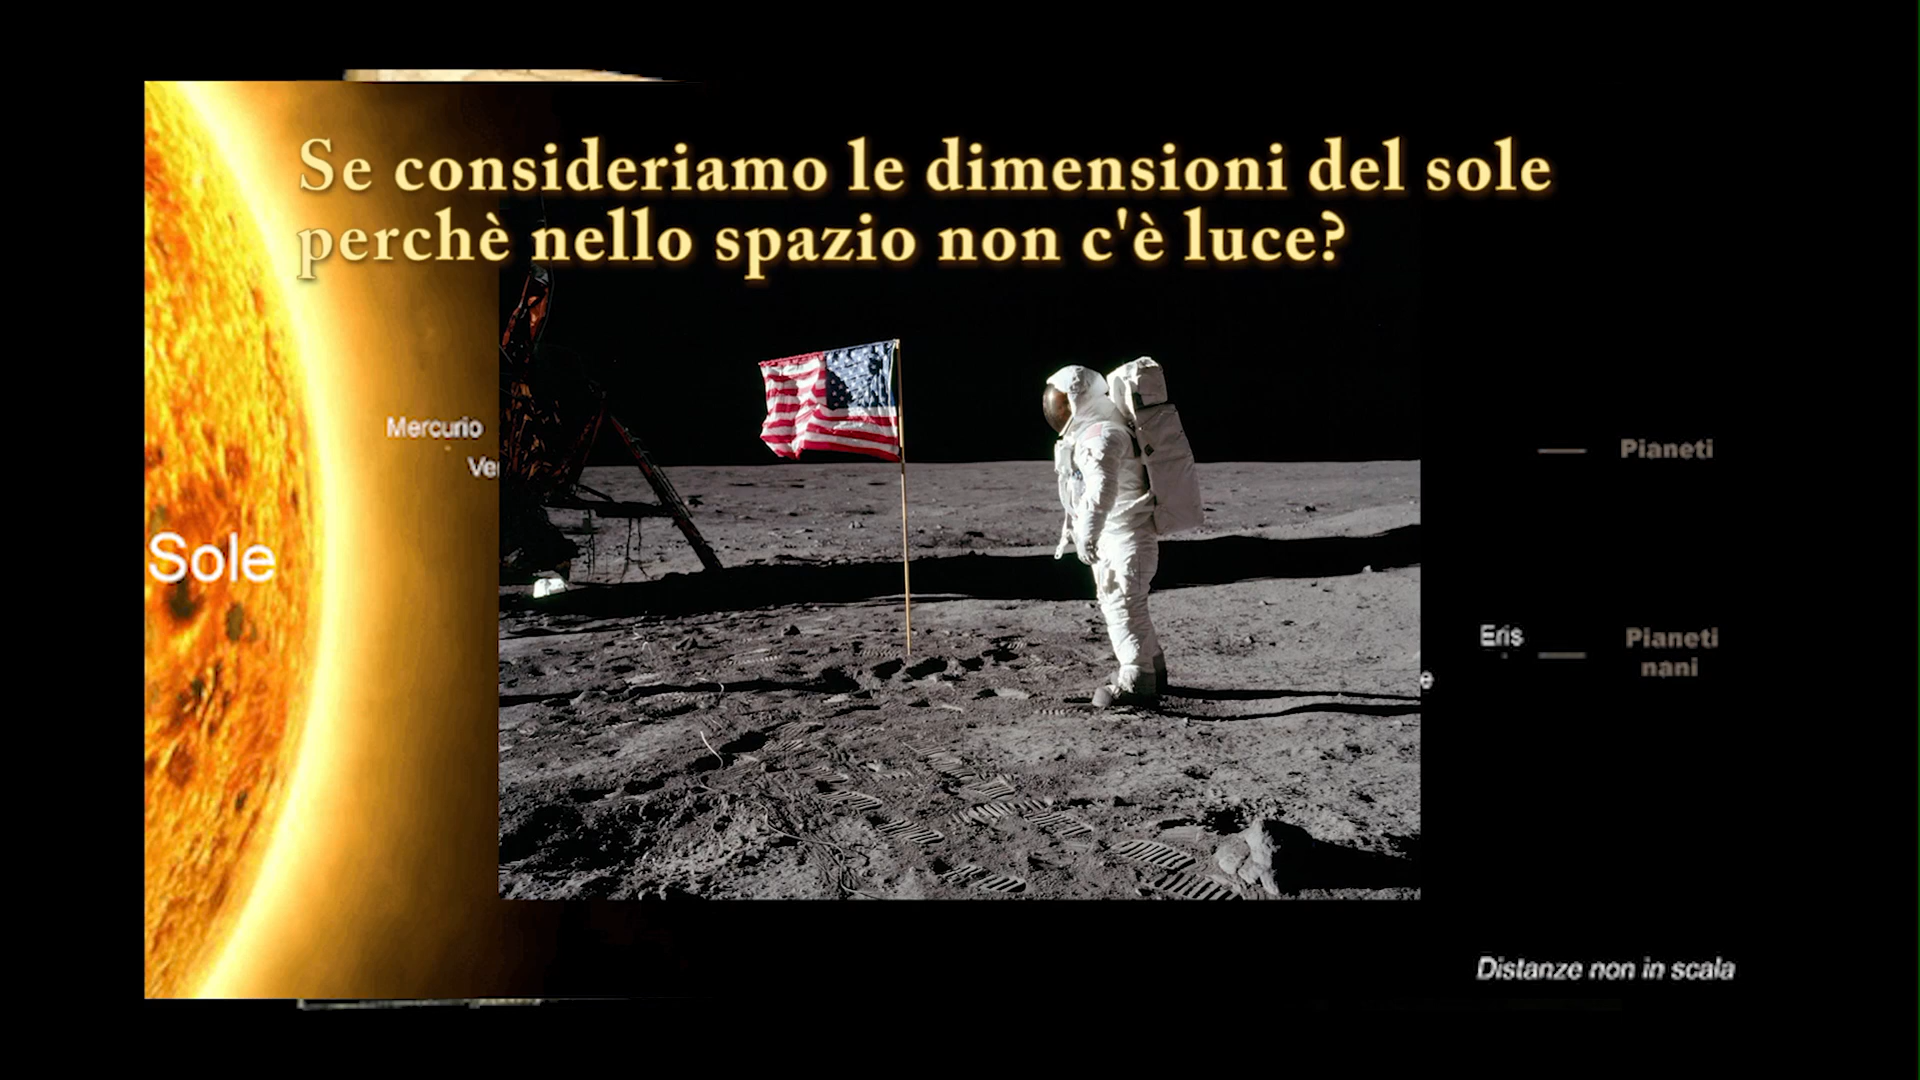 Se consideriamo le dimensioni del sole
perchè nello spazio non c'è luce?
Mercurio
Sole
Pianeti
Eris
Pianeti
nani
Distanze non in scala